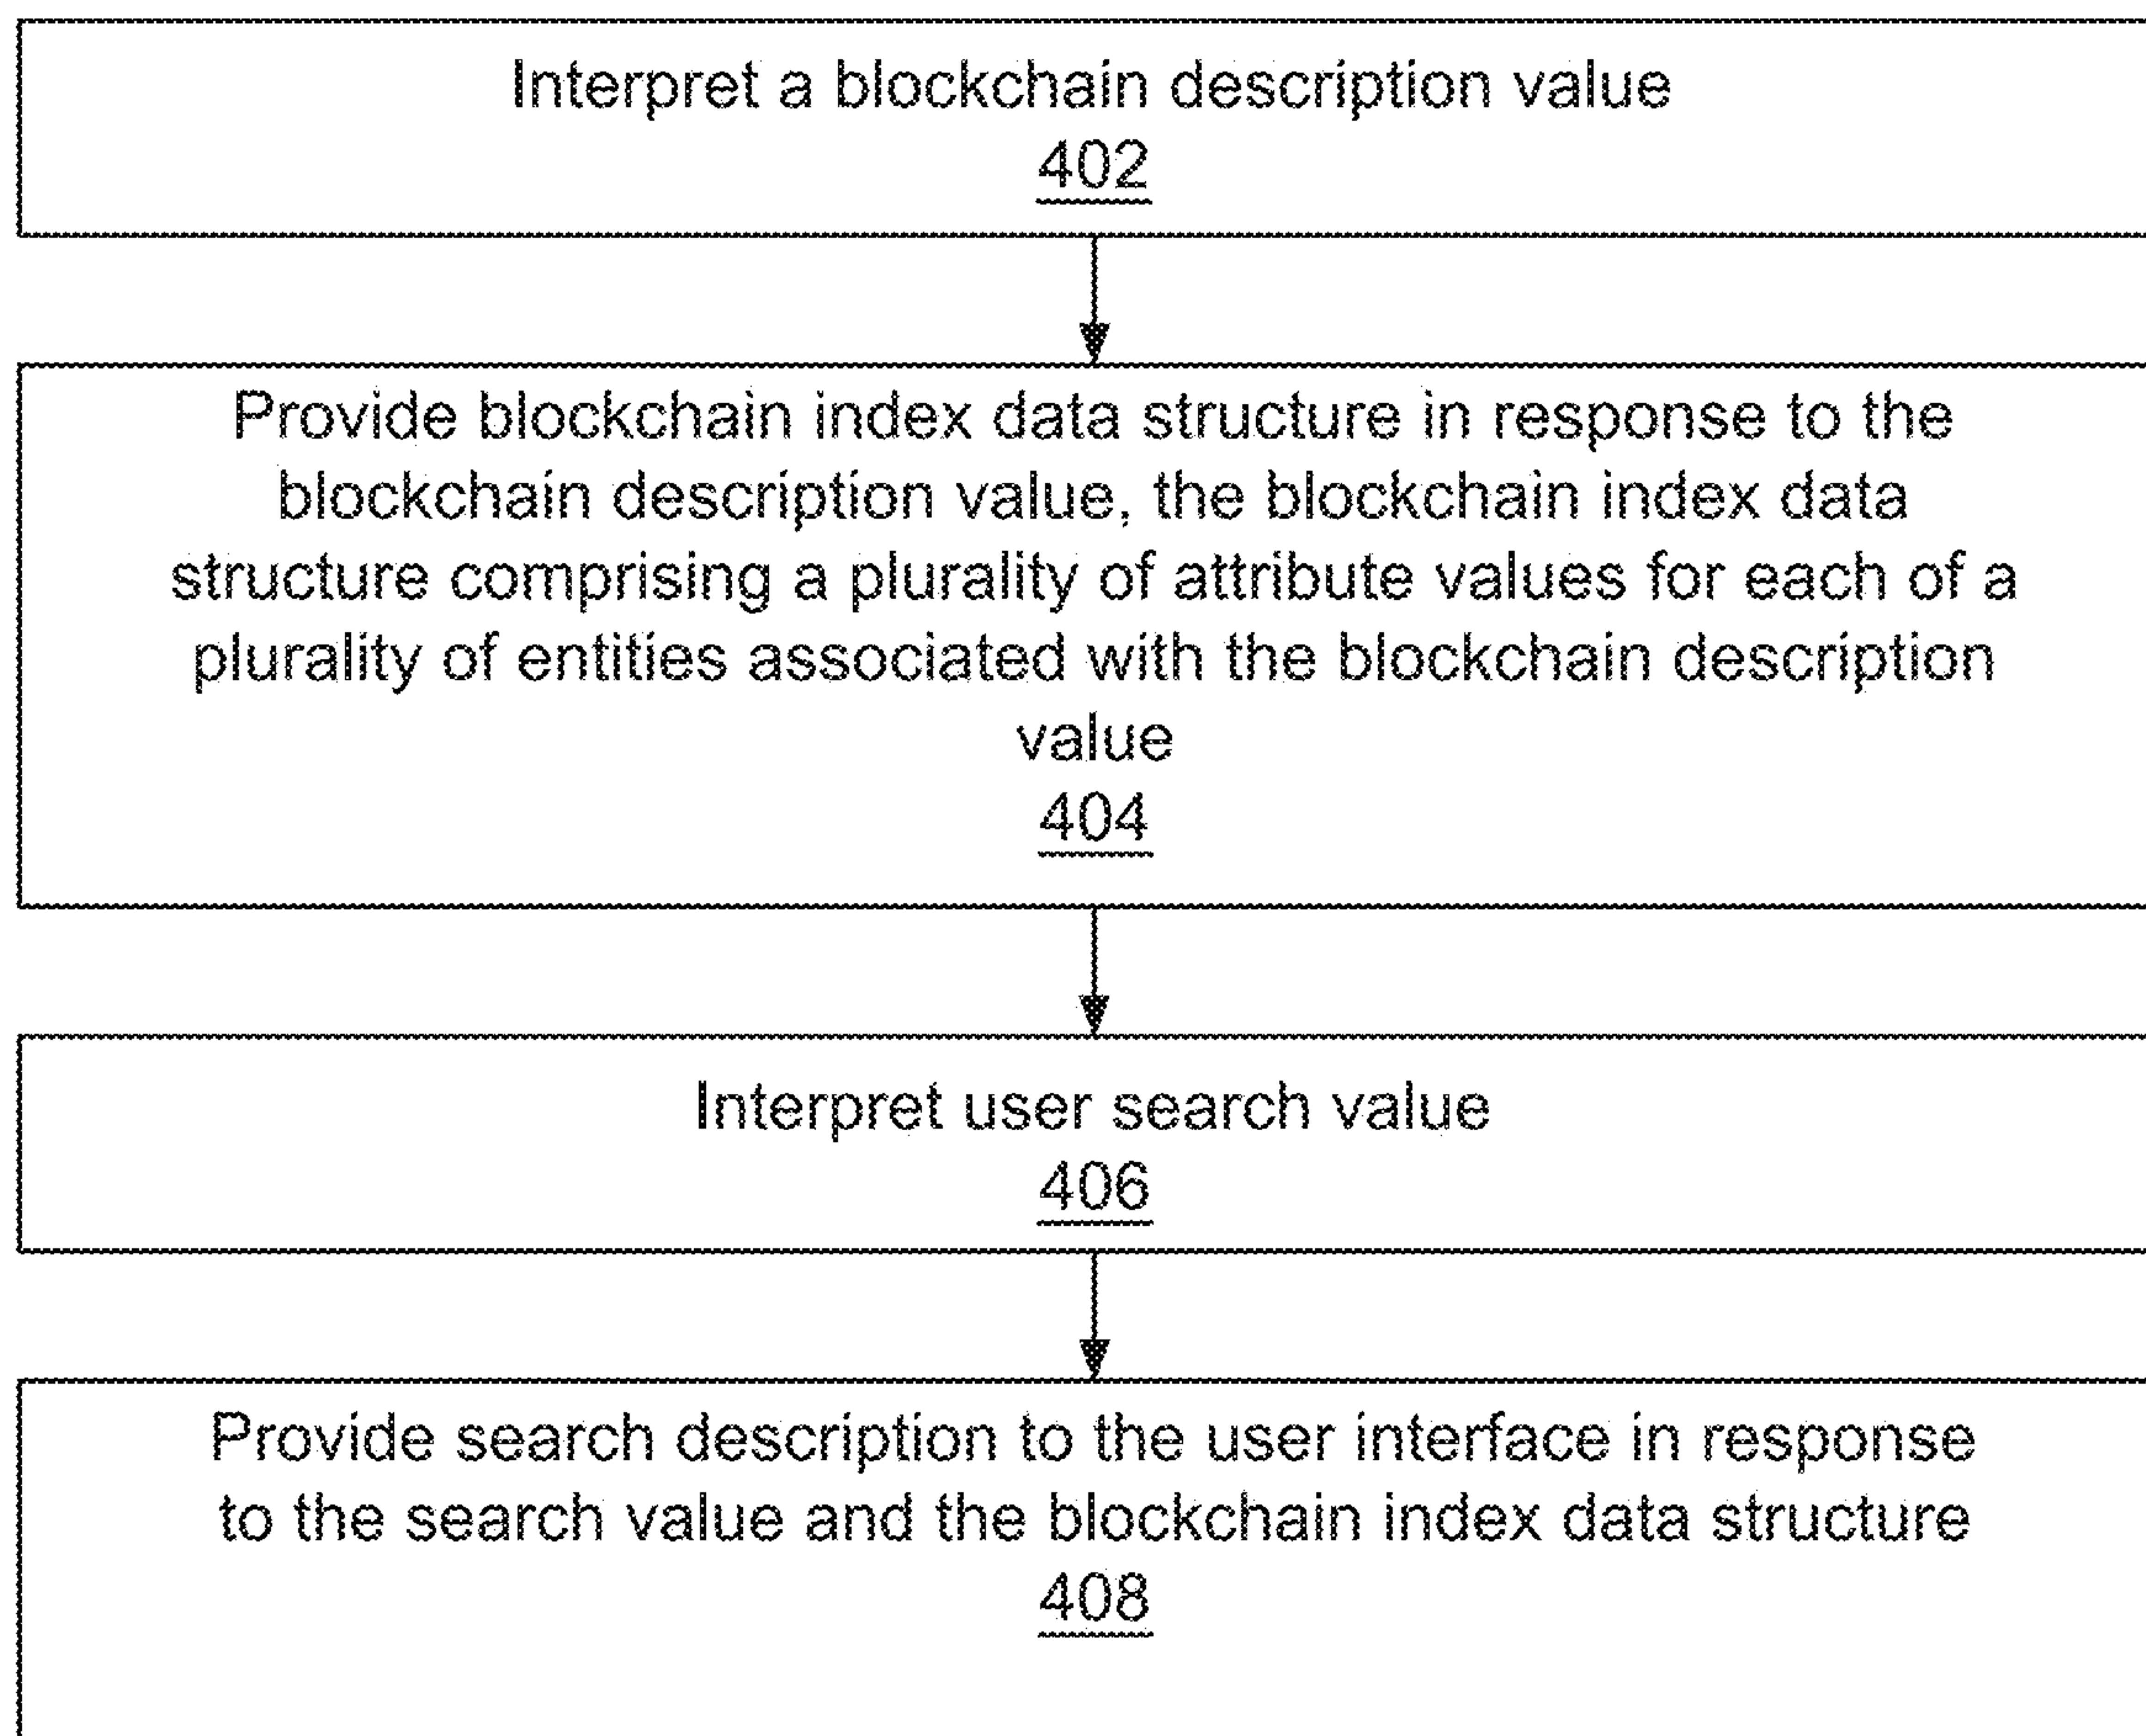 Interpret a blockchain description value
402
Provide blockchain index data structure in response to the
blockchain description value, the blockchain index data
structure comprising a plurality of attribute values for each of a
plurality of entities associated with the blockchain description
value
404
Interpret user search value
406
Provide search description to the user interface in response
to the search value and the blockchain index data structure
408